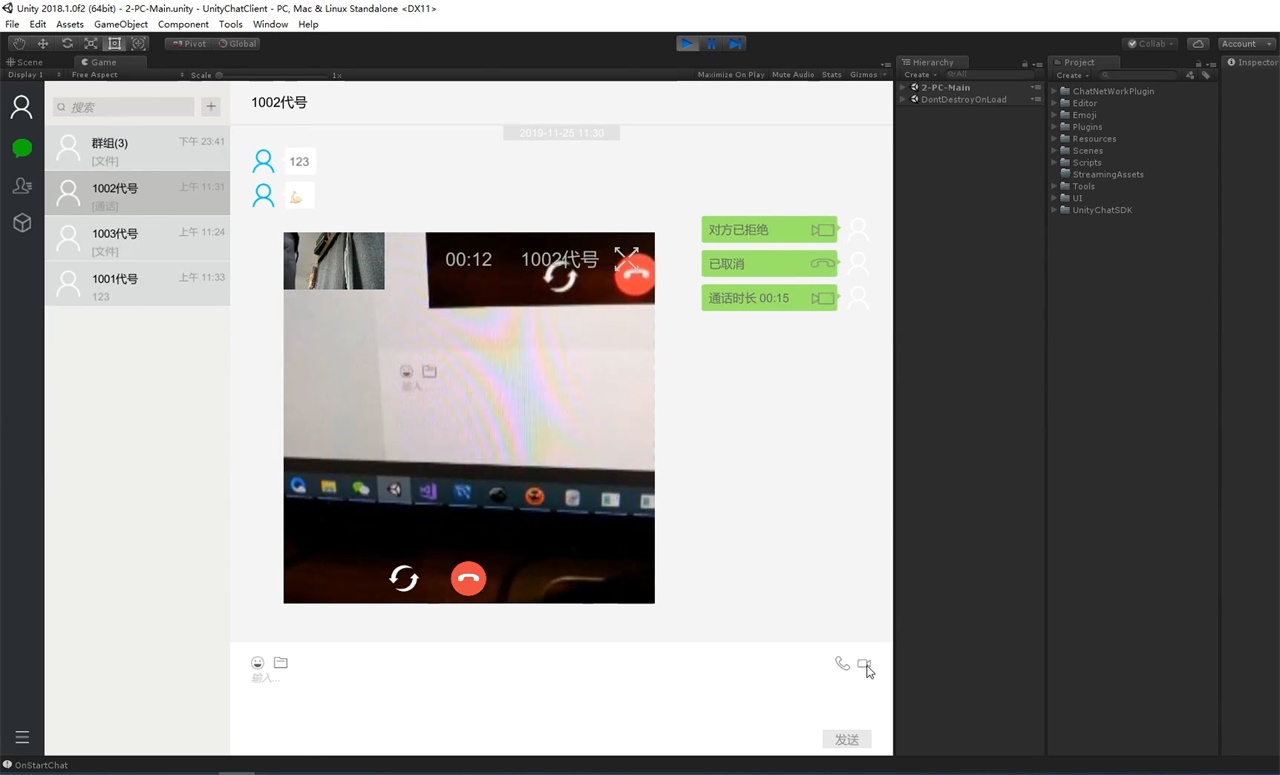 Unity 2018.1.0f2 (64bit) - 2-PC-Main.unity - UnityChatClient - PC, Mac & Linux Standalone <DX11>
File Edit Assets GameObject Component Tools Window Help
Pivot Global Collab Account
Scene Game Hierarchy Project Inspector
Display 1 Free Aspect Scale 1x Maximize On Play Mute Audio Stats Gizmos Create All Create
2-PC-Main
DontDestroyOnLoad
ChatNetWorkPlugin
Editor
Emoji
Plugins
Resources
Scenes
Scripts
StreamingAssets
Tools
UI
UnityChatSDK
搜索
群组(3) 下午 23:41
[文件]
1002代号 上午 11:31
[通话]
1003代号 上午 11:24
[文件]
1001代号 上午 11:33
123
1002代号
2019-11-25 11:30
123
对方已拒绝
已取消
通话时长 00:15
00:12 1002代号
输入...
输入...
发送
OnStartChat